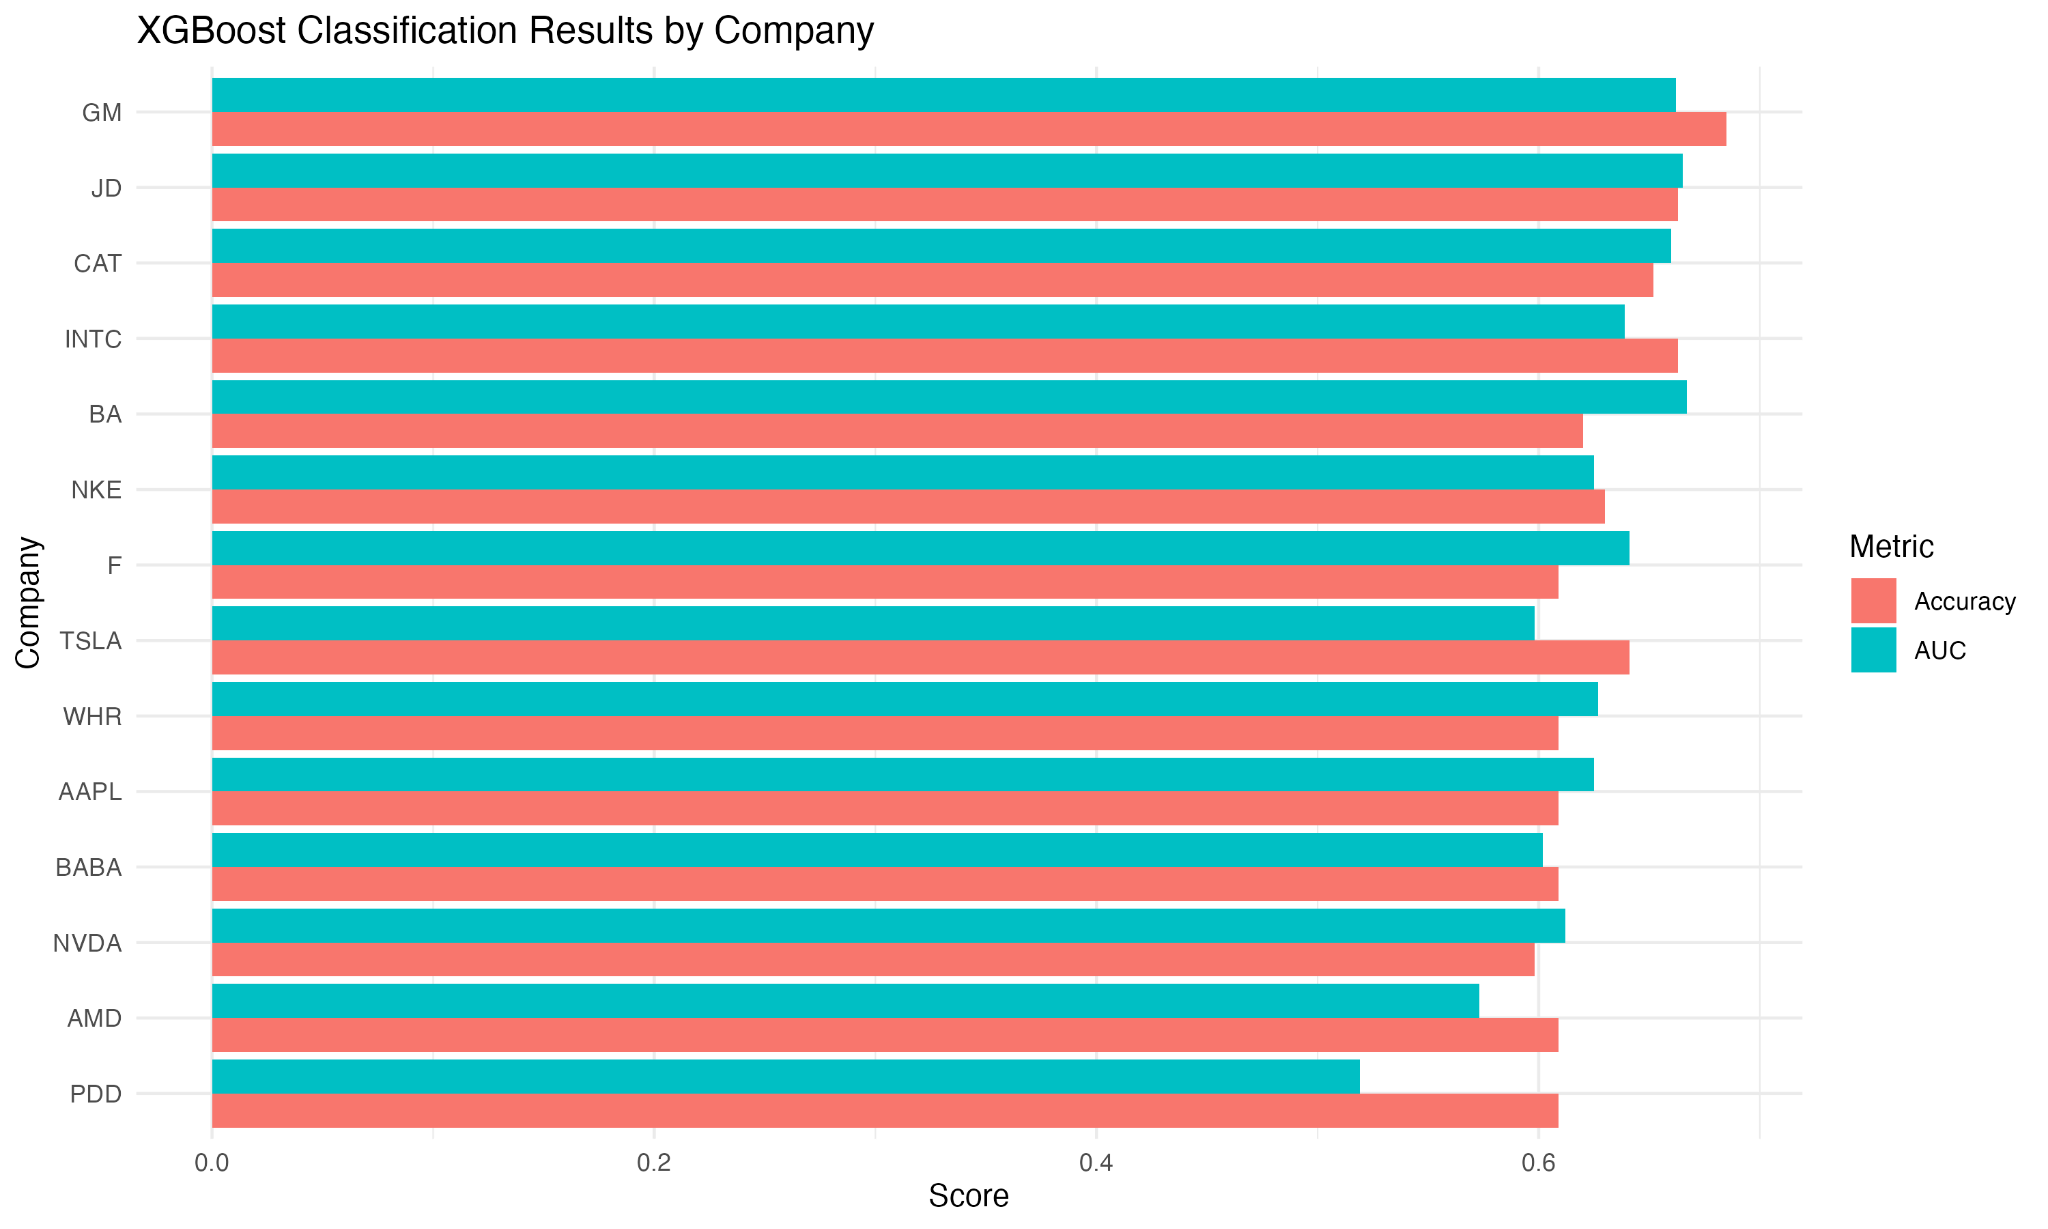 XGBoost Classification Results by Company
GM
JD
CAT
INTC
BA
NKE
F
TSLA
WHR
AAPL
BABA
NVDA
AMD
PDD
Company
0.0 0.2 0.4 0.6
Score
Metric
Accuracy
AUC